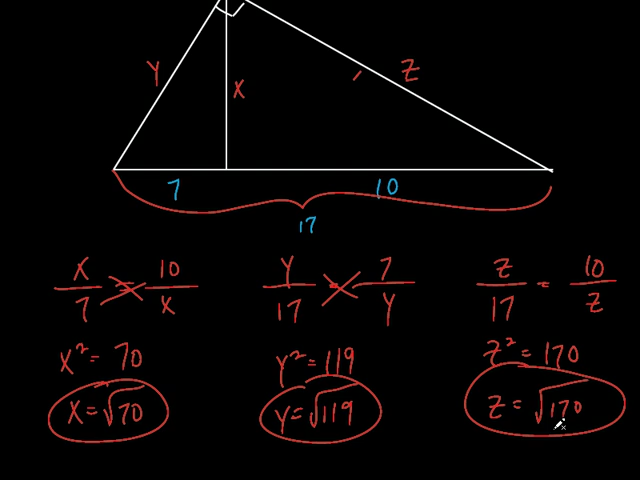 Y X Z
7 10
17
X/7 = 10/X Y/17 = 7/Y Z/17 = 10/Z
X² = 70 Y² = 119 Z² = 170
X = √70 Y = √119 Z = √170